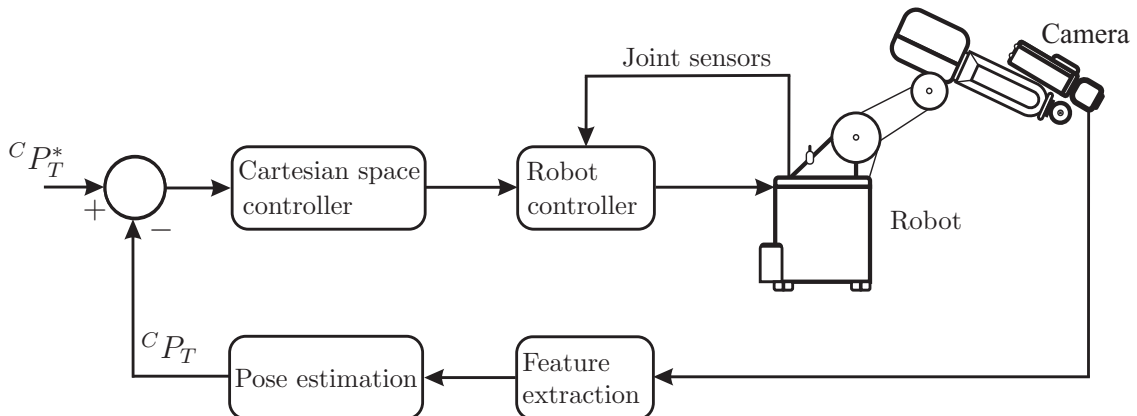 Camera
Joint sensors
^C P_T^*
Cartesian space
controller
Robot
controller
+
−
Robot
^C P_T
Pose estimation
Feature
extraction